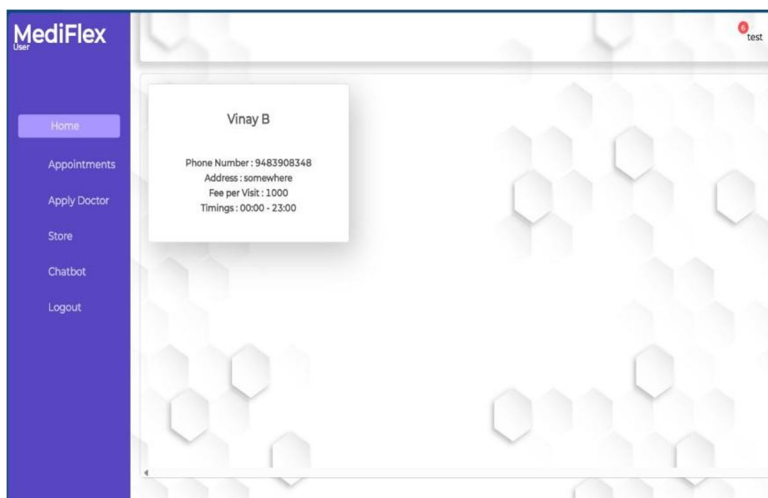 MediFlex
User
Home
Appointments
Apply Doctor
Store
Chatbot
Logout
6
test
Vinay B
Phone Number : 9483908348
Address : somewhere
Fee per Visit : 1000
Timings : 00:00 - 23:00